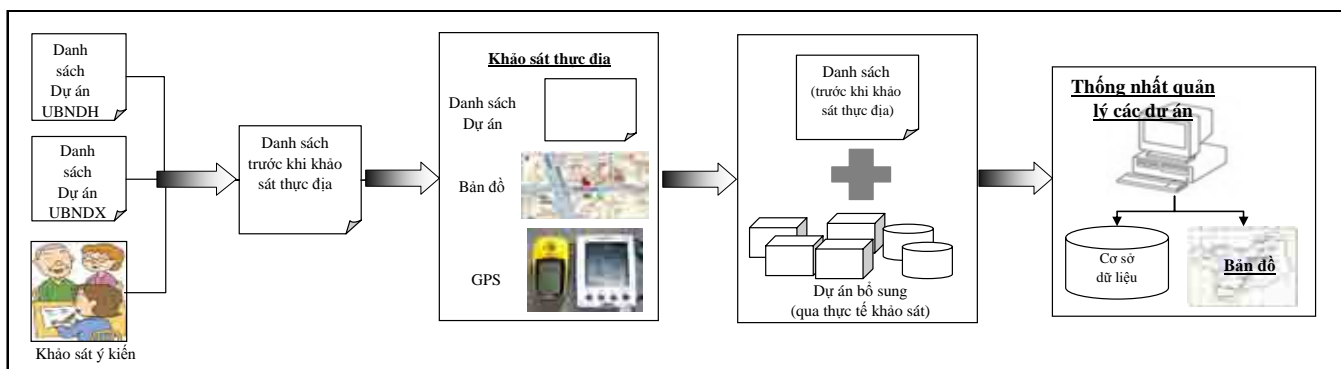 Danh
sách
Dự án
UBNDH
Danh
sách
Dự án
UBNDX
Khảo sát ý kiến
Danh sách
trước khi khảo
sát thực địa
Khảo sát thực địa
Danh sách
Dự án
Bản đồ
GPS
Danh sách
(trước khi khảo
sát thực địa)
Dự án bổ sung
(qua thực tế khảo sát)
Thống nhất quản
lý các dự án
Cơ sở
dữ liệu
Bản đồ